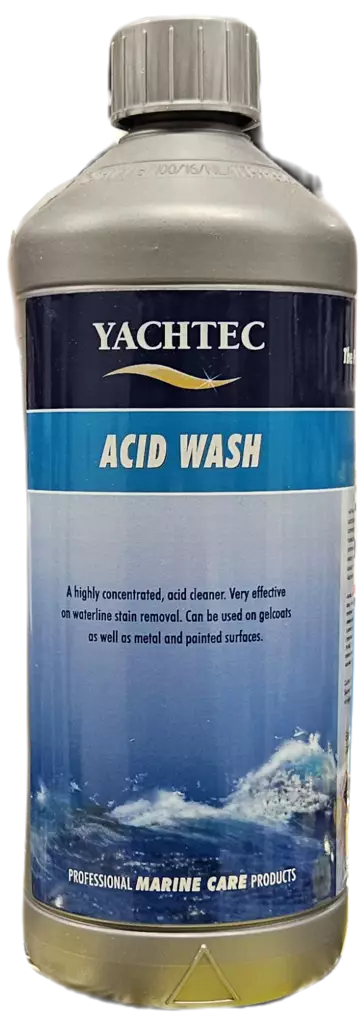 YACHTEC
ACID WASH
A highly concentrated, acid cleaner. Very effective
on waterline stain removal. Can be used on gelcoats
as well as metal and painted surfaces.
PROFESSIONAL MARINE CARE PRODUCTS